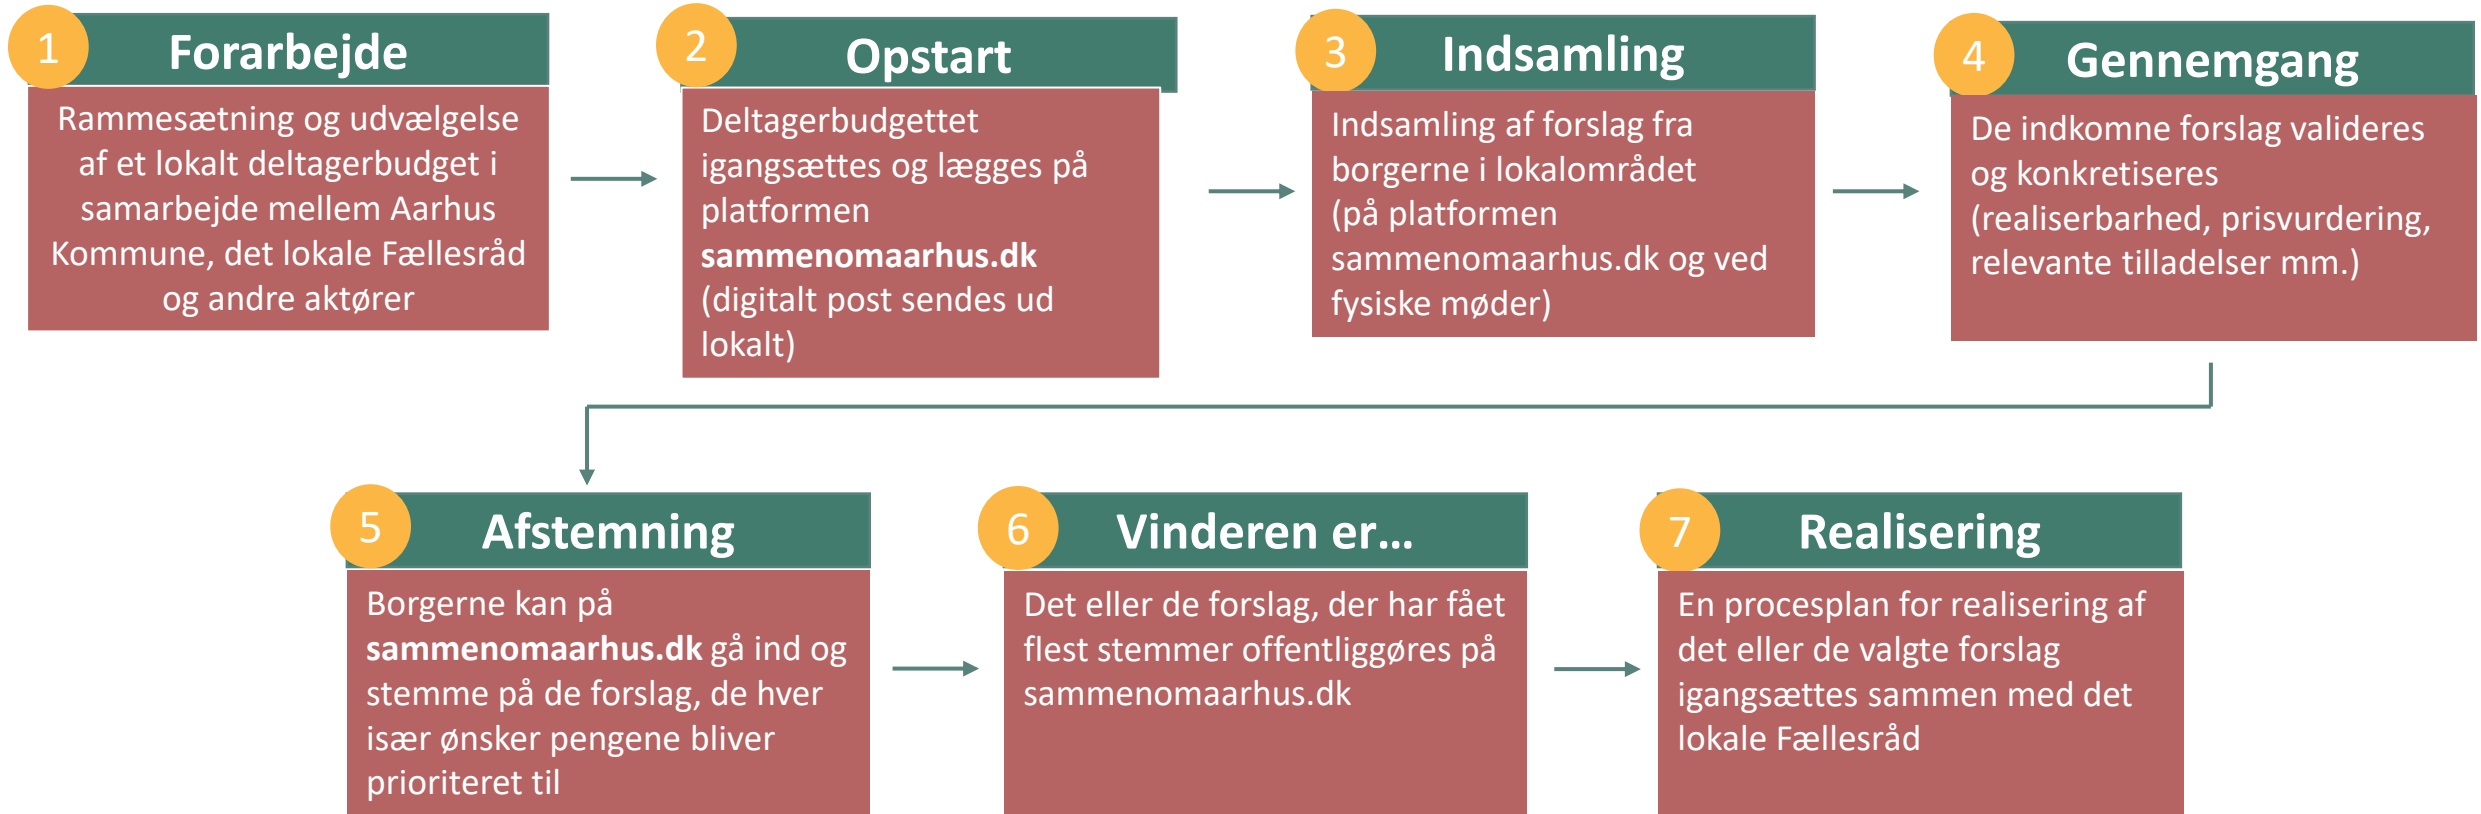 1
Forarbejde
Rammesætning og udvælgelse
af et lokalt deltagerbudget i
samarbejde mellem Aarhus
Kommune, det lokale Fællesråd
og andre aktører
2
Opstart
Deltagerbudgettet
igangsættes og lægges på
platformen
sammenomaarhus.dk
(digitalt post sendes ud
lokalt)
3
Indsamling
Indsamling af forslag fra
borgerne i lokalområdet
(på platformen
sammenomaarhus.dk og ved
fysiske møder)
4
Gennemgang
De indkomne forslag valideres
og konkretiseres
(realiserbarhed, prisvurdering,
relevante tilladelser mm.)
5
Afstemning
Borgerne kan på
sammenomaarhus.dk gå ind og
stemme på de forslag, de hver
især ønsker pengene bliver
prioriteret til
6
Vinderen er...
Det eller de forslag, der har fået
flest stemmer offentliggøres på
sammenomaarhus.dk
7
Realisering
En procesplan for realisering af
det eller de valgte forslag
igangsættes sammen med det
lokale Fællesråd